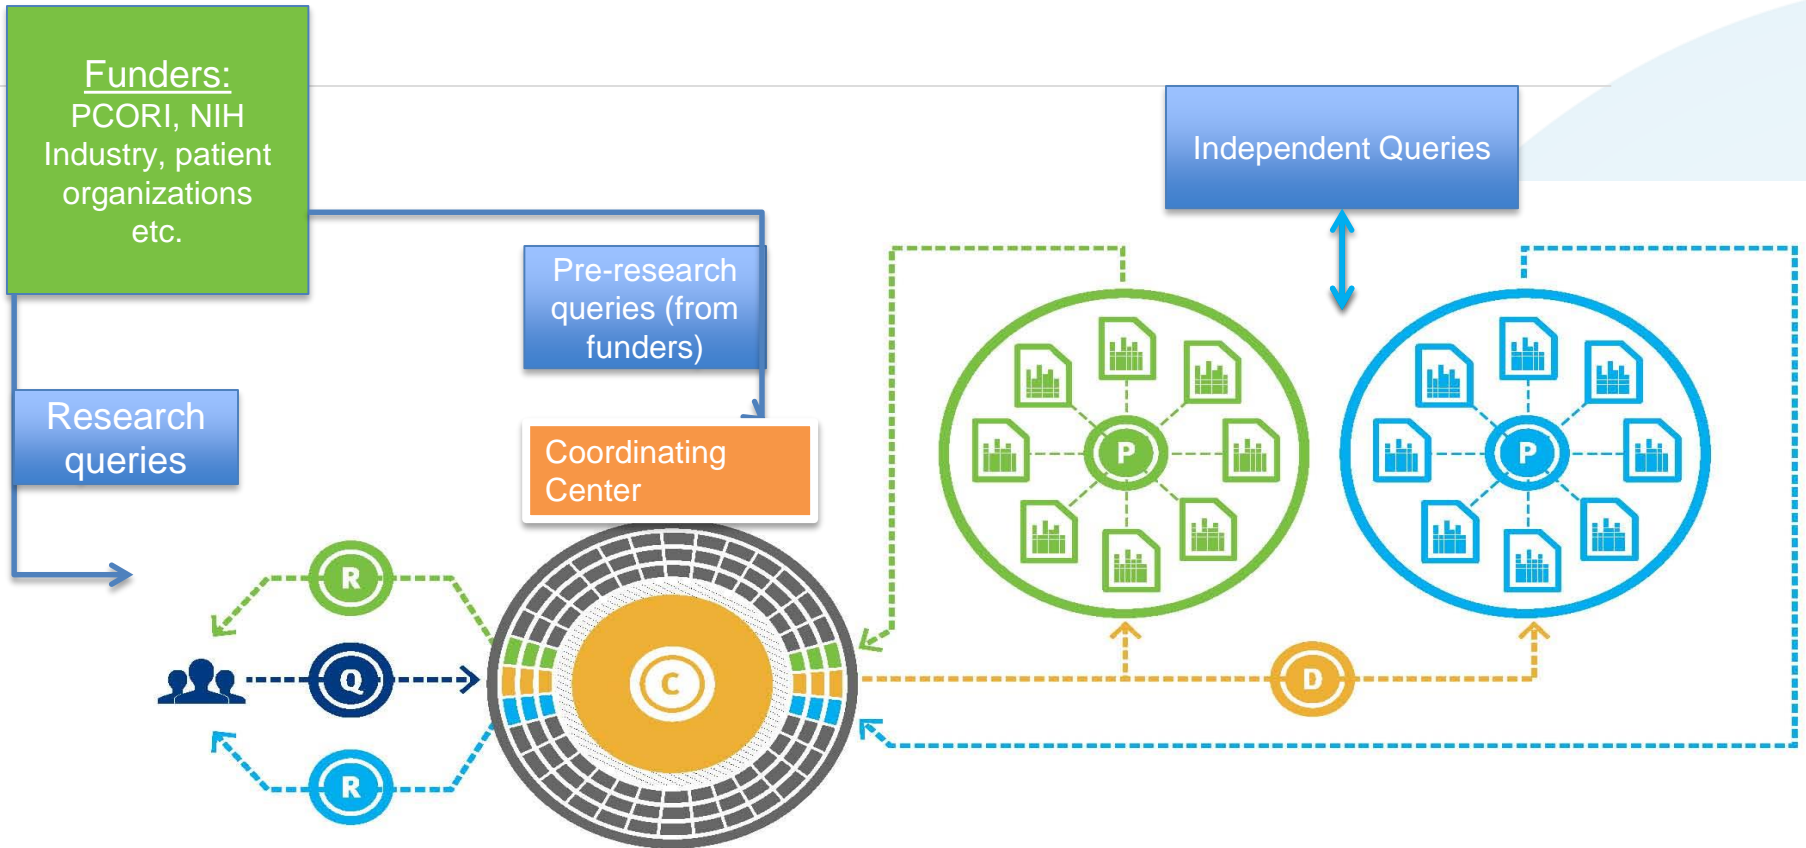 Funders:
PCORI, NIH
Industry, patient
organizations
etc.
Independent Queries
Pre-research
queries (from
funders)
Research
queries
Coordinating
Center
P
P
R
Q
C
D
R